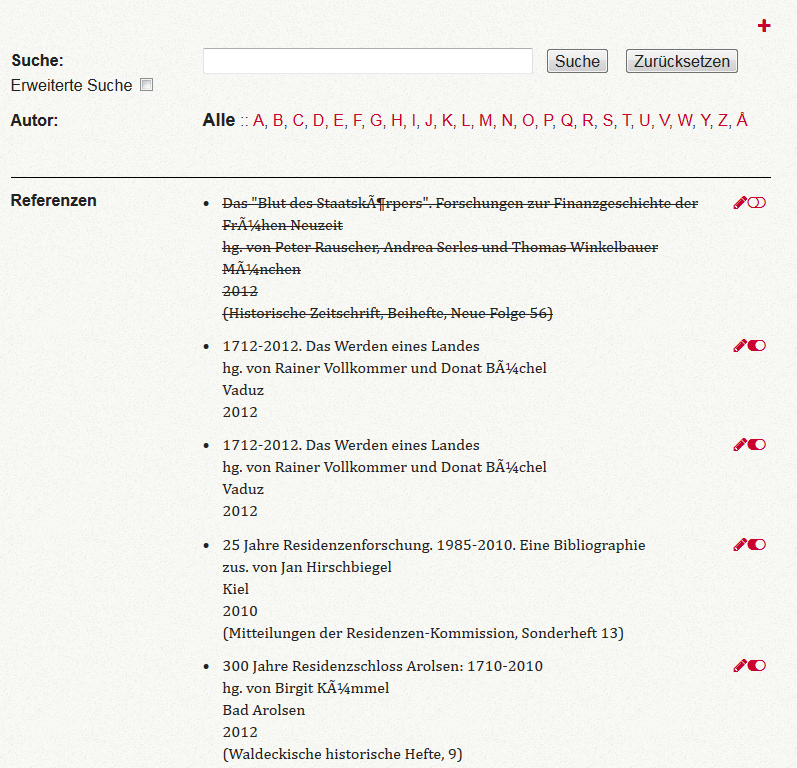 +
Suche:
Suche
Zurücksetzen
Erweiterte Suche
Autor:
Alle :: A, B, C, D, E, F, G, H, I, J, K, L, M, N, O, P, Q, R, S, T, U, V, W, Y, Z, Å
Referenzen
• Das "Blut des StaatskÃ¶rpers". Forschungen zur Finanzgeschichte der
FrÃ¼hen Neuzeit
hg. von Peter Rauscher, Andrea Serles und Thomas Winkelbauer
MÃ¼nchen
2012
(Historische Zeitschrift, Beihefte, Neue Folge 56)
• 1712-2012. Das Werden eines Landes
hg. von Rainer Vollkommer und Donat BÃ¼chel
Vaduz
2012
• 1712-2012. Das Werden eines Landes
hg. von Rainer Vollkommer und Donat BÃ¼chel
Vaduz
2012
• 25 Jahre Residenzenforschung. 1985-2010. Eine Bibliographie
zus. von Jan Hirschbiegel
Kiel
2010
(Mitteilungen der Residenzen-Kommission, Sonderheft 13)
• 300 Jahre Residenzschloss Arolsen: 1710-2010
hg. von Birgit KÃ¼mmel
Bad Arolsen
2012
(Waldeckische historische Hefte, 9)